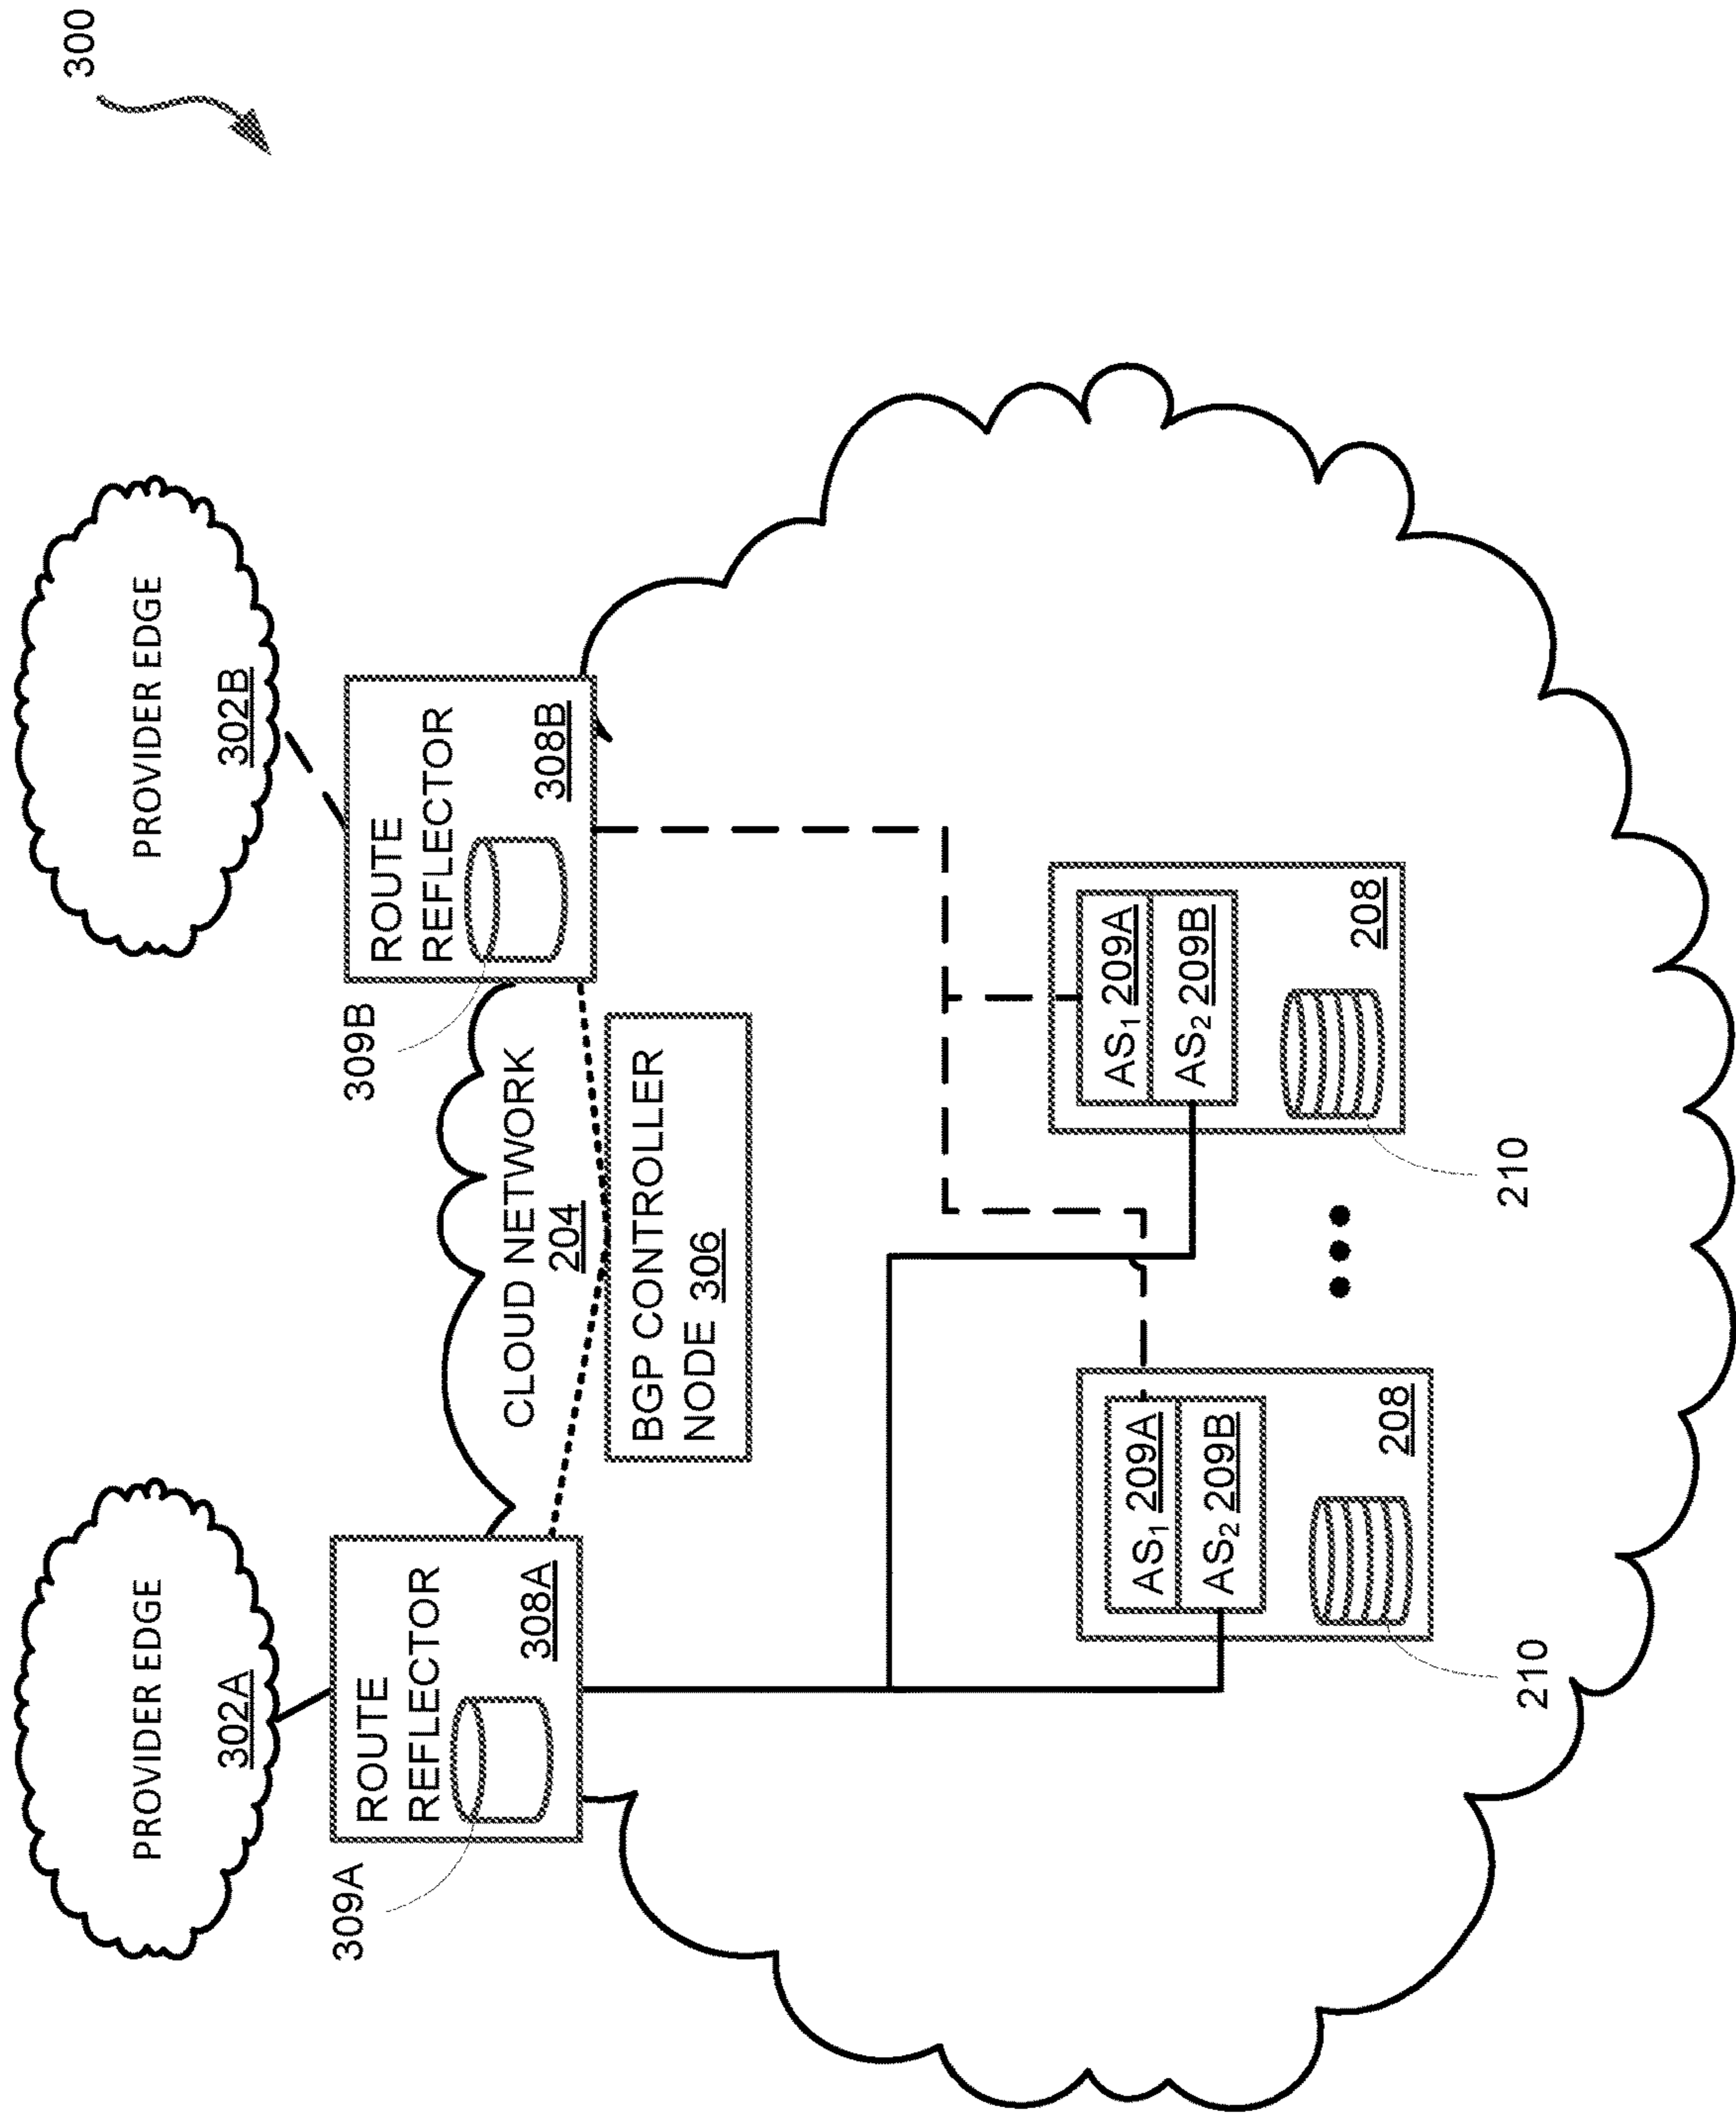 300
PROVIDER EDGE
302A
PROVIDER EDGE
302B
309A
ROUTE
REFLECTOR
308A
309B
ROUTE
REFLECTOR
308B
CLOUD NETWORK
204
BGP CONTROLLER
NODE 306
AS₁ 209A
AS₂ 209B
208
210
AS₁ 209A
AS₂ 209B
208
210